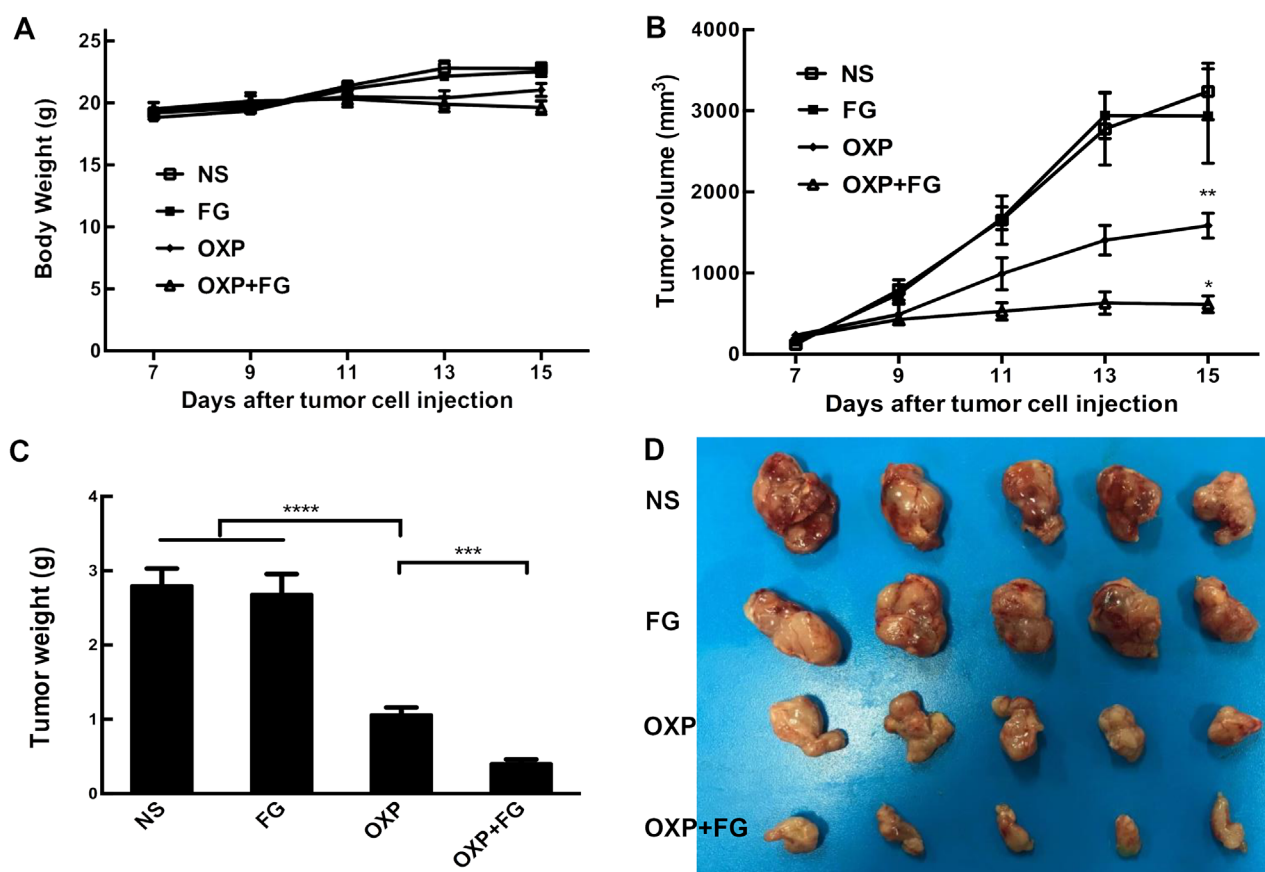 A
Body Weight (g)
25
20
15
10
5
0
NS
FG
OXP
OXP+FG
7 9 11 13 15
Days after tumor cell injection
B
Tumor volume (mm³)
4000
3000
2000
1000
0
NS
FG
OXP
OXP+FG
**
*
7 9 11 13 15
Days after tumor cell injection
C
Tumor weight (g)
4
3
2
1
0
****
***
NS FG OXP OXP+FG
D
NS
FG
OXP
OXP+FG